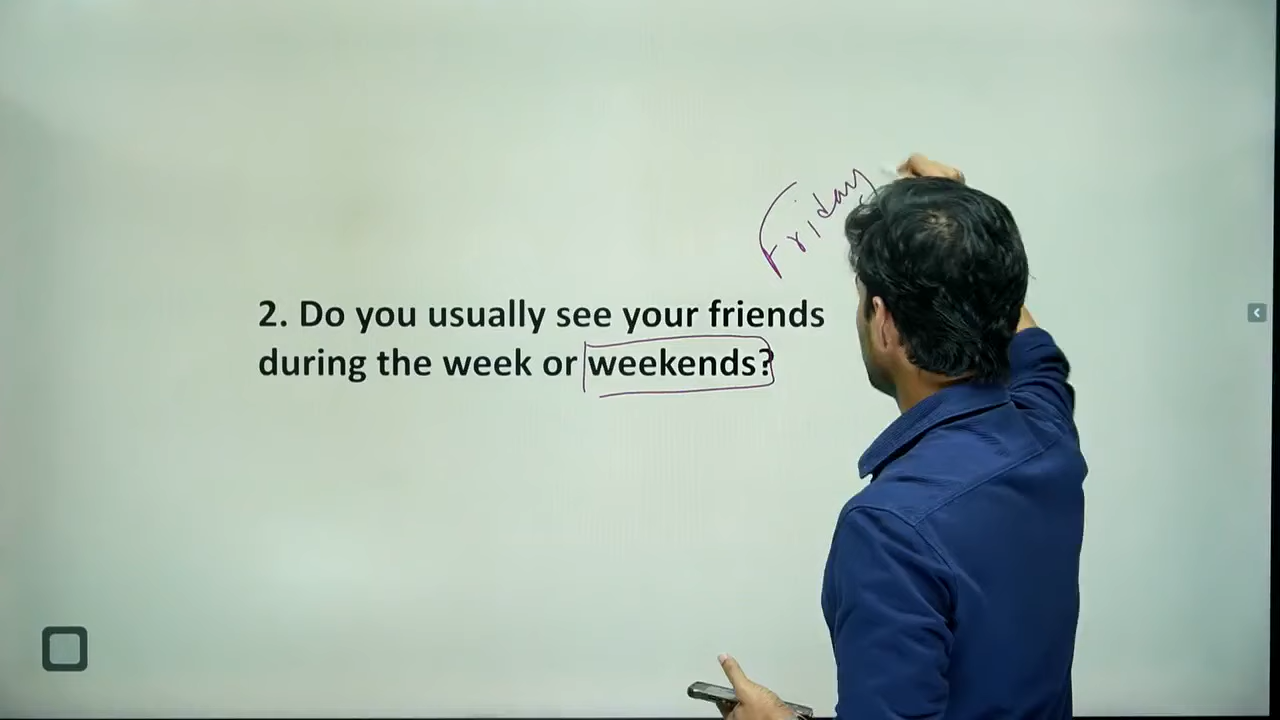 Friday
2. Do you usually see your friends
during the week or weekends?